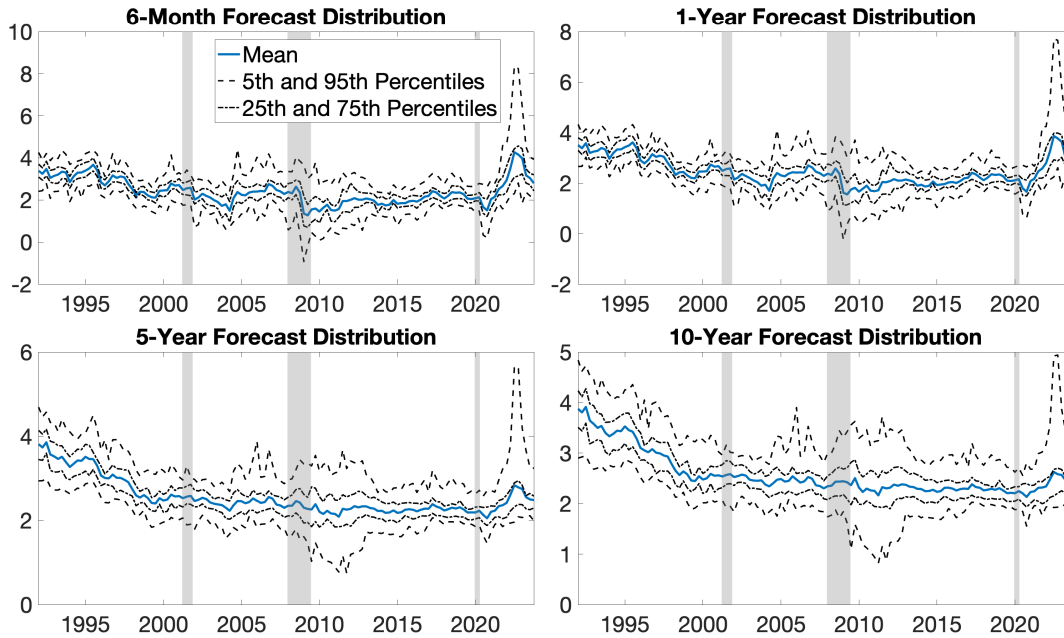 6-Month Forecast Distribution
10
8
6
4
2
0
-2
Mean
5th and 95th Percentiles
25th and 75th Percentiles
1995 2000 2005 2010 2015 2020
1-Year Forecast Distribution
8
6
4
2
0
-2
1995 2000 2005 2010 2015 2020
5-Year Forecast Distribution
6
4
2
0
1995 2000 2005 2010 2015 2020
10-Year Forecast Distribution
5
4
3
2
1
0
1995 2000 2005 2010 2015 2020